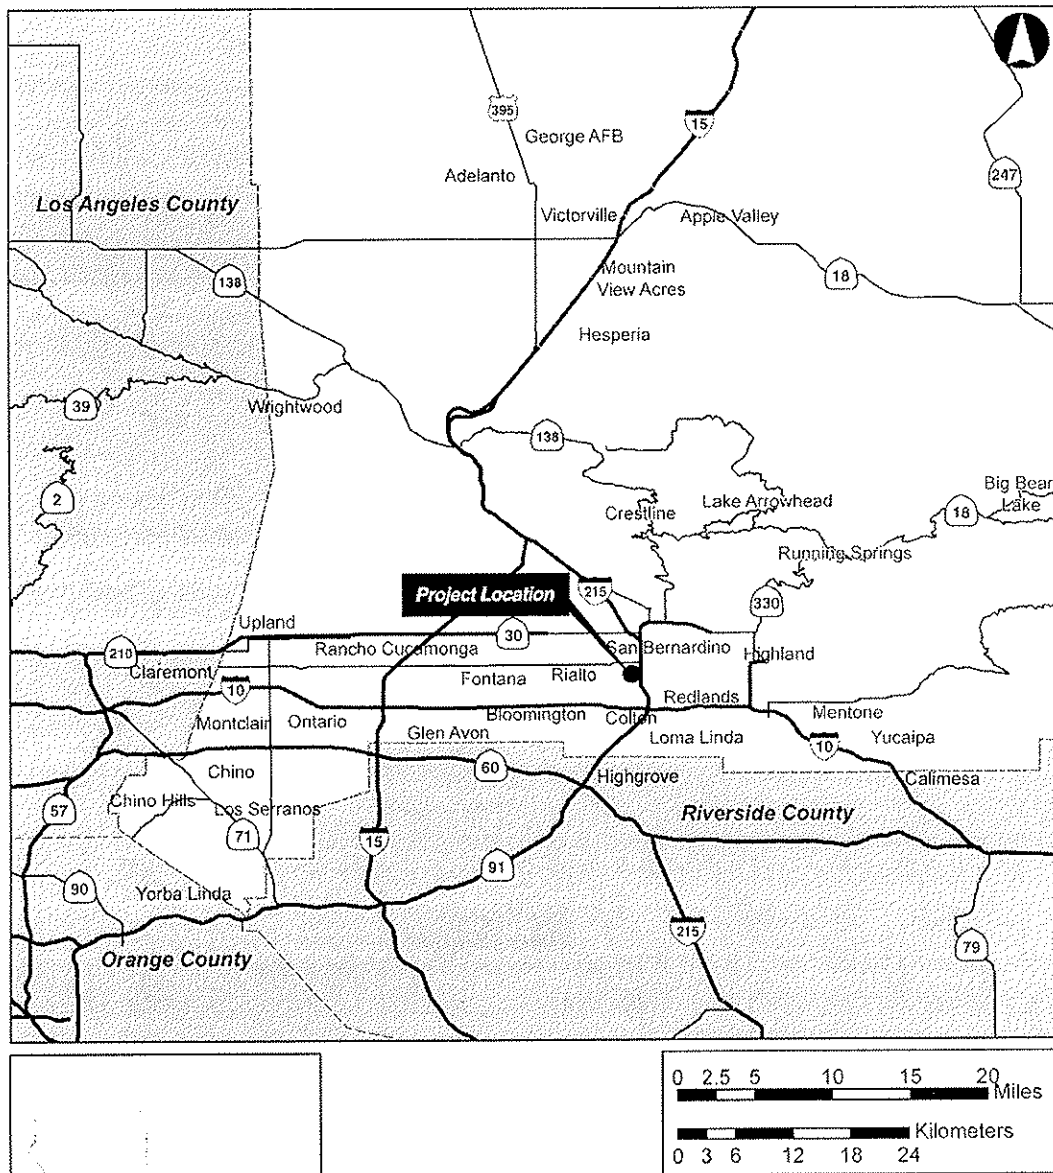 395
George AFB
15
Adelanto
247
Los Angeles County
Victorville
Apple Valley
138
Mountain
View Acres
18
Hesperia
39
Wrightwood
138
2
Big Bear
Lake
Lake Arrowhead
Crestline
18
Running Springs
Project Location
215
330
Upland
30
210
Rancho Cucamonga
San Bernardino
Highland
Claremont
Fontana
Rialto
10
Redlands
Montclair
Ontario
Bloomington
Colton
Mentone
Glen Avon
Loma Linda
10
Yucaipa
Chino
60
Highgrove
Calimesa
57
Chino Hills
Los Serranos
Riverside County
71
15
91
90
Yorba Linda
215
79
Orange County
0 2.5 5 10 15 20
Miles
Kilometers
0 3 6 12 18 24